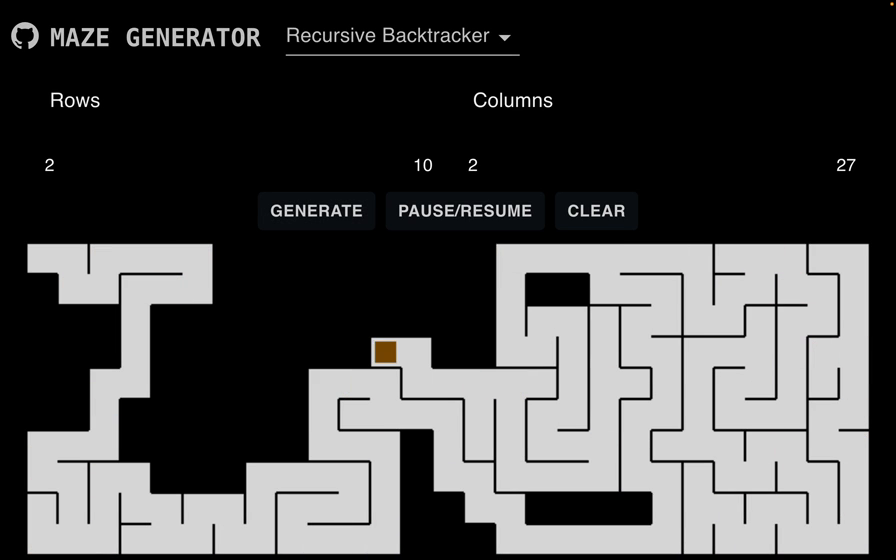 MAZE GENERATOR Recursive Backtracker
Rows Columns
2 10 2 27
GENERATE PAUSE/RESUME CLEAR